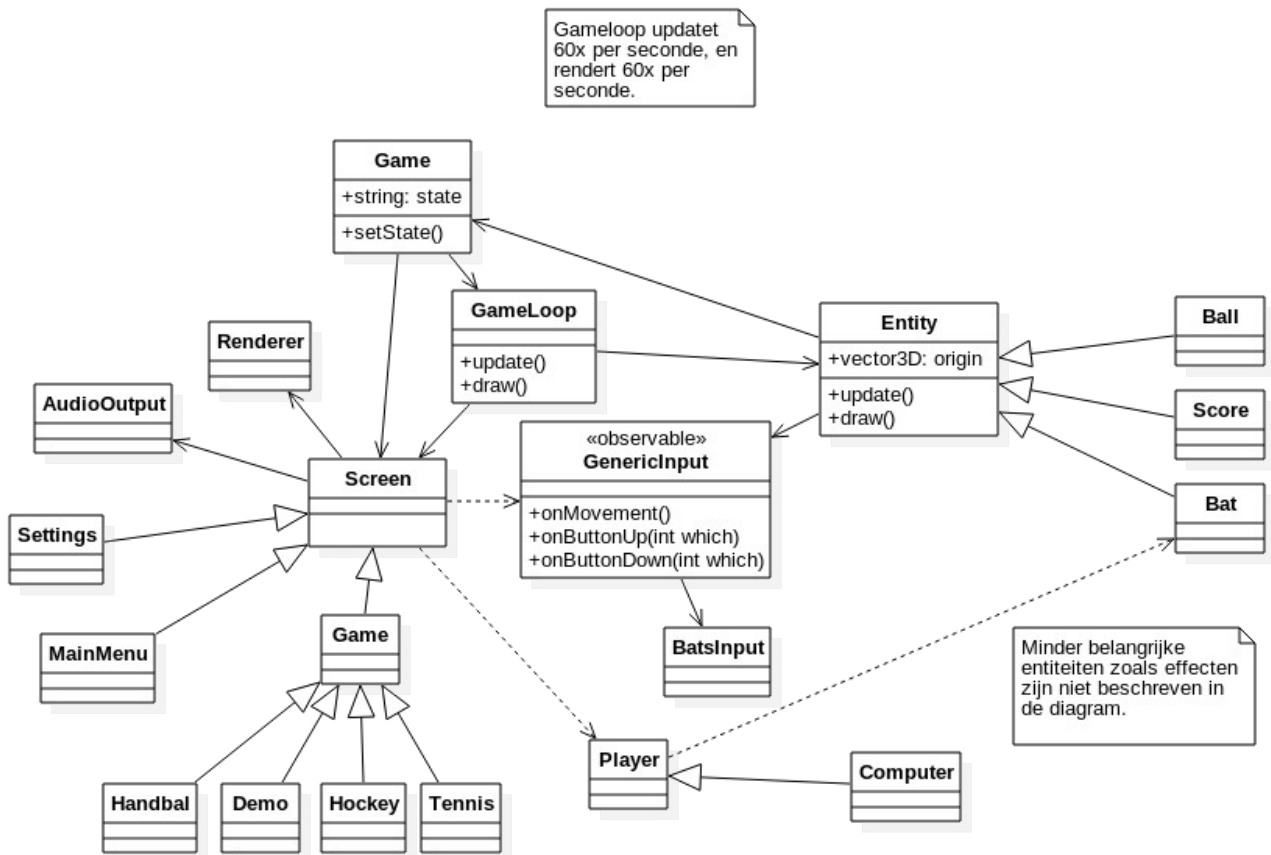 Gameloop updatet
60x per seconde, en
rendert 60x per
seconde.
Game
+string: state
+setState()
GameLoop
+update()
+draw()
Entity
+vector3D: origin
+update()
+draw()
Ball
Score
Bat
Renderer
AudioOutput
Screen
«observable»
GenericInput
+onMovement()
+onButtonUp(int which)
+onButtonDown(int which)
Settings
MainMenu
Game
BatsInput
Minder belangrijke
entiteiten zoals effecten
zijn niet beschreven in
de diagram.
Player
Computer
Handbal
Demo
Hockey
Tennis